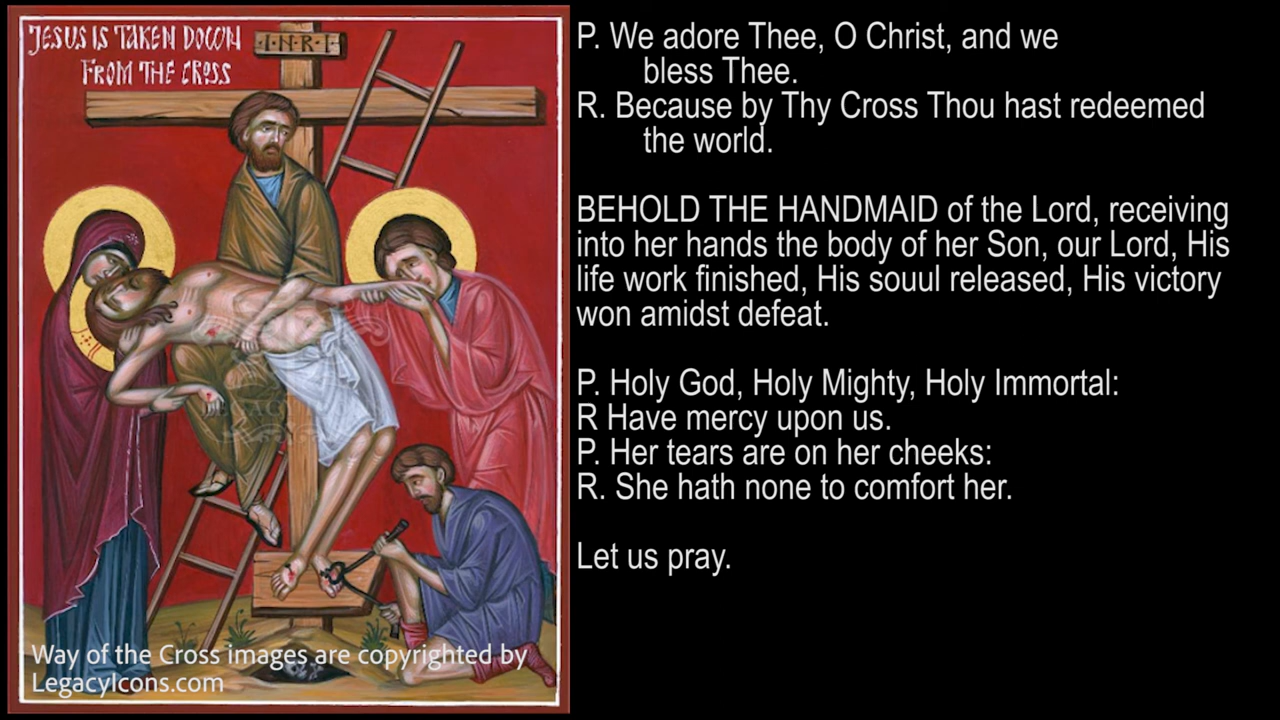 JESUS IS TAKEN DOWN
FROM THE CROSS
I·N·R·I
P. We adore Thee, O Christ, and we
bless Thee.
R. Because by Thy Cross Thou hast redeemed
the world.
BEHOLD THE HANDMAID of the Lord, receiving
into her hands the body of her Son, our Lord, His
life work finished, His souul released, His victory
won amidst defeat.
P. Holy God, Holy Mighty, Holy Immortal:
R Have mercy upon us.
P. Her tears are on her cheeks:
R. She hath none to comfort her.
Let us pray.
Way of the Cross images are copyrighted by
LegacyIcons.com